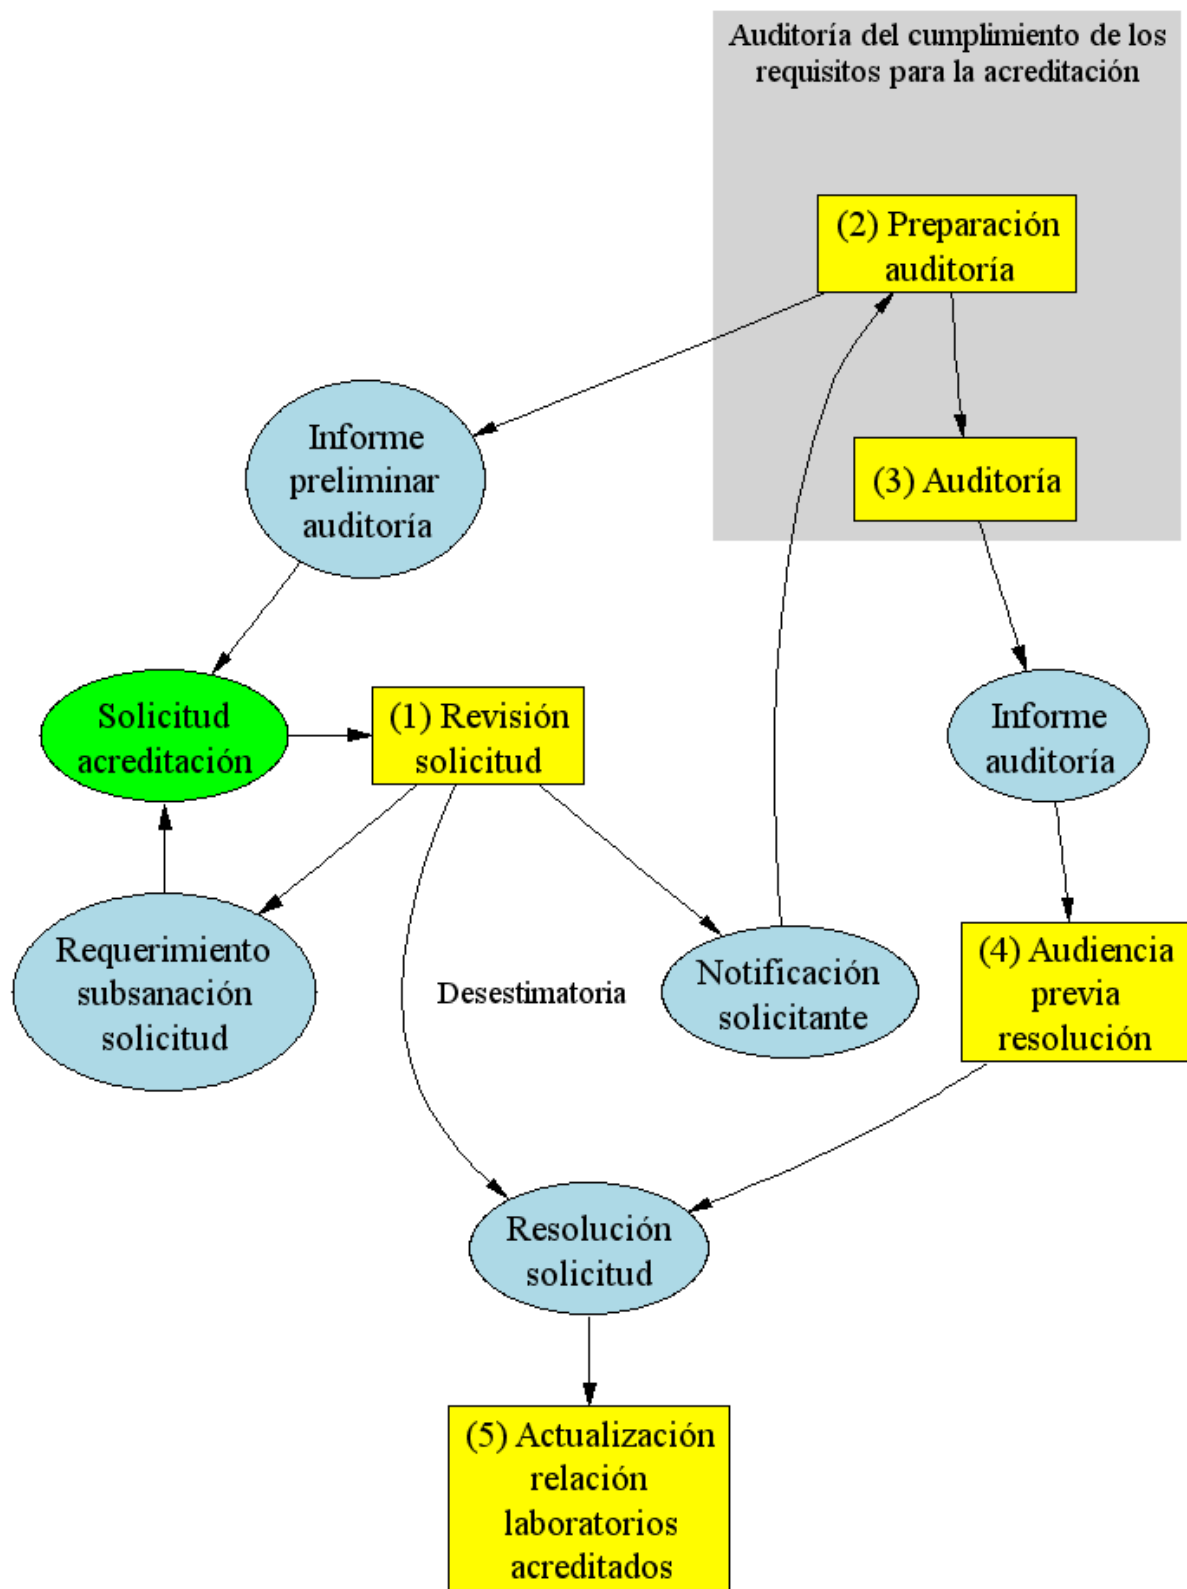 Auditoría del cumplimiento de los
requisitos para la acreditación
(2) Preparación
auditoría
Informe
preliminar
auditoría
(3) Auditoría
Solicitud
acreditación
(1) Revisión
solicitud
Informe
auditoría
Requerimiento
subsanación
solicitud
Desestimatoria
Notificación
solicitante
(4) Audiencia
previa
resolución
Resolución
solicitud
(5) Actualización
relación
laboratorios
acreditados